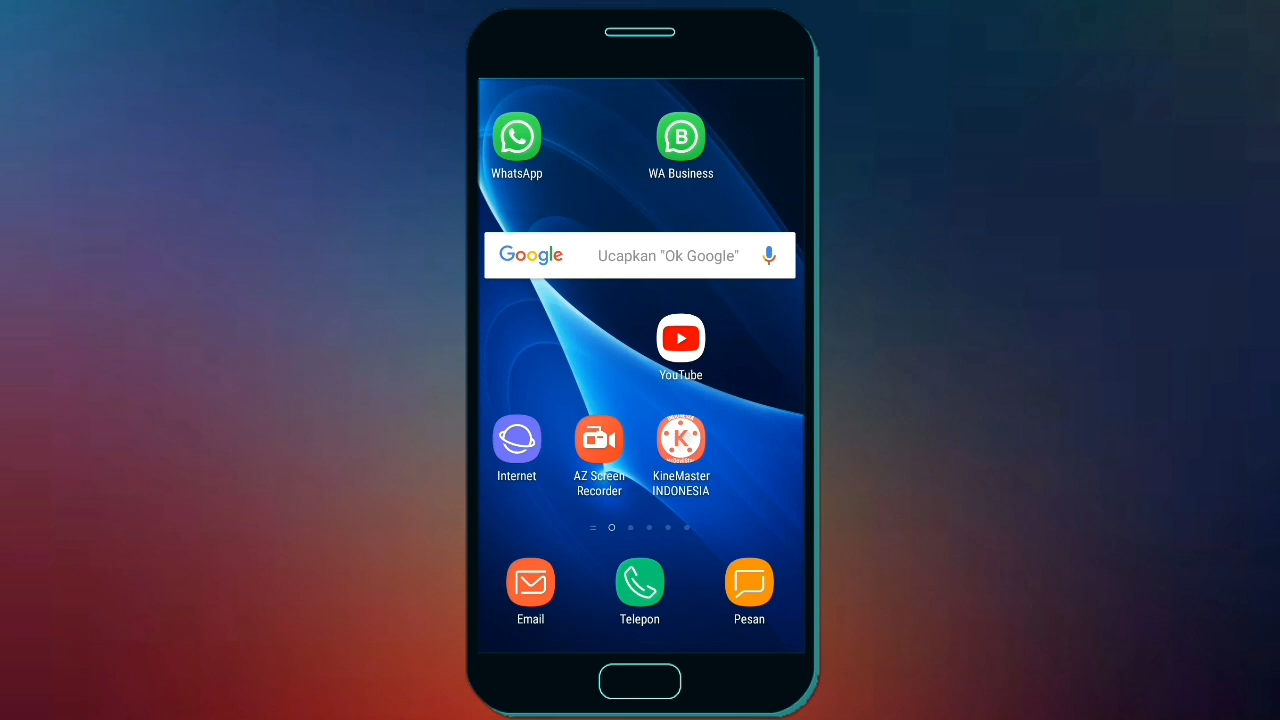 WhatsApp
WA Business
Google Ucapkan "Ok Google"
YouTube
Internet
AZ Screen
Recorder
K
KineMaster
INDONESIA
Email
Telepon
Pesan